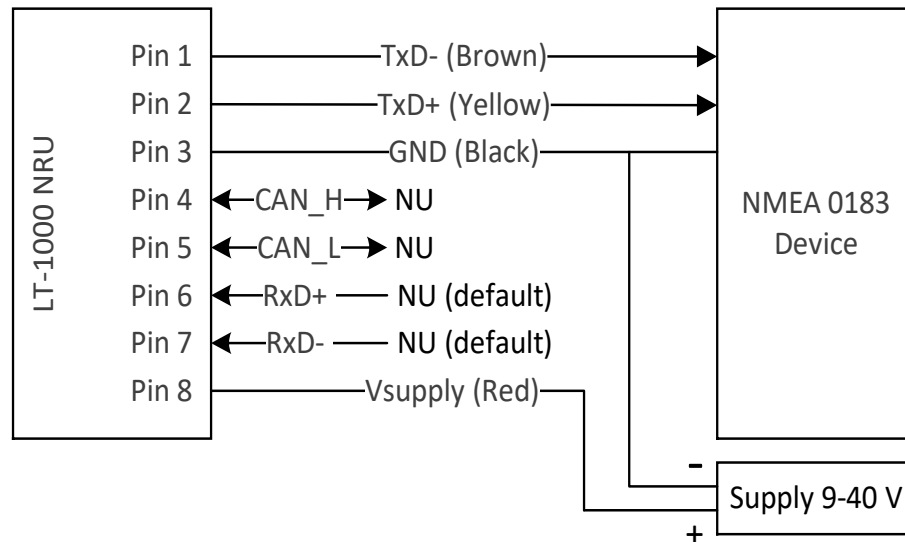 LT-1000 NRU
Pin 1 TxD- (Brown)
Pin 2 TxD+ (Yellow)
Pin 3 GND (Black)
Pin 4 CAN_H NU
Pin 5 CAN_L NU
Pin 6 RxD+ NU (default)
Pin 7 RxD- NU (default)
Pin 8 Vsupply (Red)
NMEA 0183
Device
-
Supply 9-40 V
+